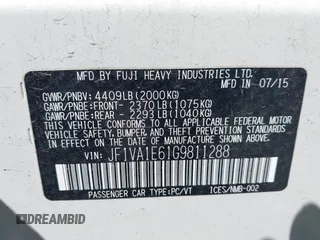 MFD BY FUJI HEAVY INDUSTRIES LTD.
GVWR/PNBV: 4409LB(2000KG) MFD IN 07/15
GAWR/PNBE:FRONT- 2370LB(1075KG)
GAWR/PNBE:REAR - 2293LB(1040KG)
THIS VEHICLE CONFORMS TO ALL APPLICABLE
FEDERAL MOTOR VEHICLE SAFETY, BUMPER, AND
THEFT PREVENTION STANDARDS IN EFFECT
ON THE DATE OF MANUFACTURE SHOWN ABOVE.
VIN: JF1VA1E61G9811288
PASSENGER CAR TYPE:PC/VT ICES/NMB-002
© DREAMBID DREAMBID.COM